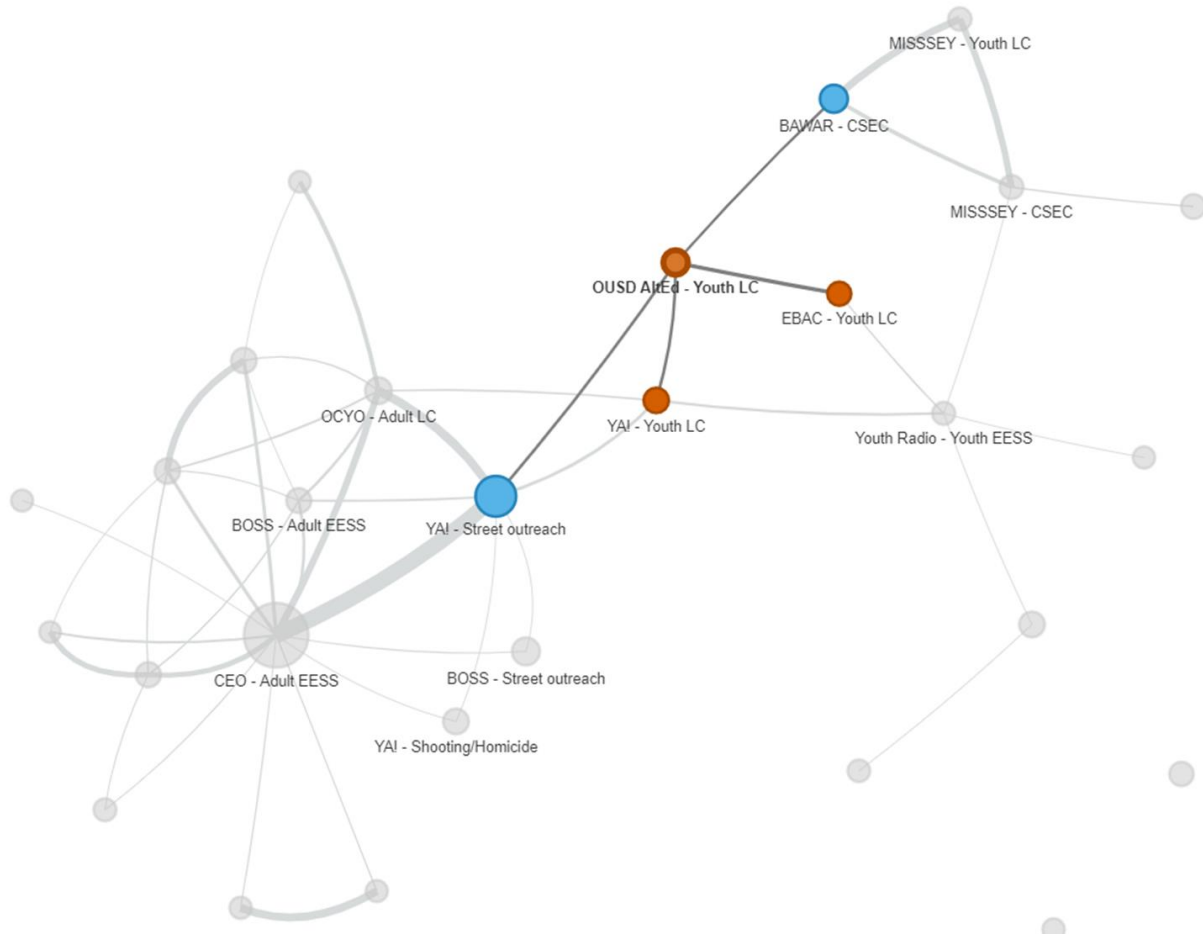 MISSSEY - Youth LC
BAWAR - CSEC
MISSSEY - CSEC
OUSD AltEd - Youth LC
EBAC - Youth LC
OCYO - Adult LC
YA! - Youth LC
Youth Radio - Youth EESS
BOSS - Adult EESS
YA! - Street outreach
CEO - Adult EESS
BOSS - Street outreach
YA! - Shooting/Homicide